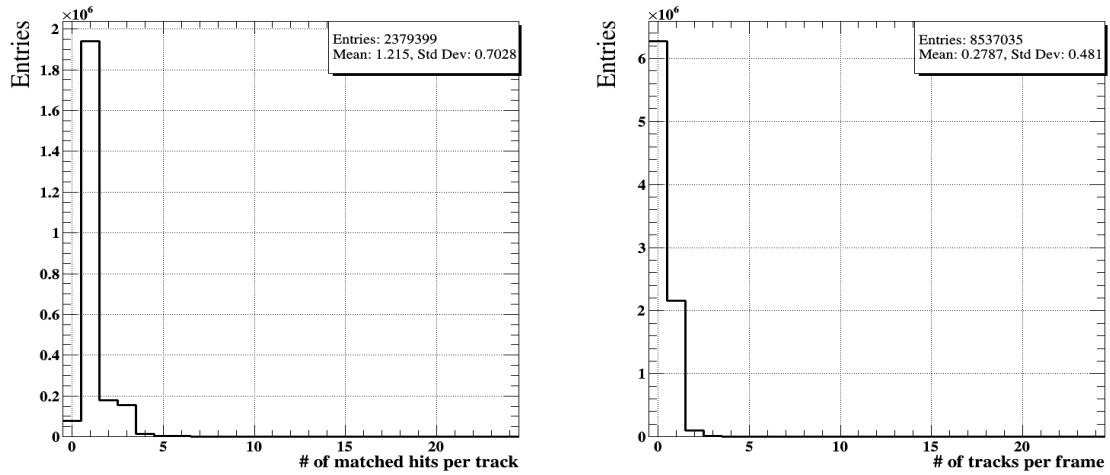 ×10⁶
Entries
2
1.8
1.6
1.4
1.2
1
0.8
0.6
0.4
0.2
0
Entries: 2379399
Mean: 1.215, Std Dev: 0.7028
0 5 10 15 20
# of matched hits per track
×10⁶
Entries
6
5
4
3
2
1
0
Entries: 8537035
Mean: 0.2787, Std Dev: 0.481
0 5 10 15 20
# of tracks per frame